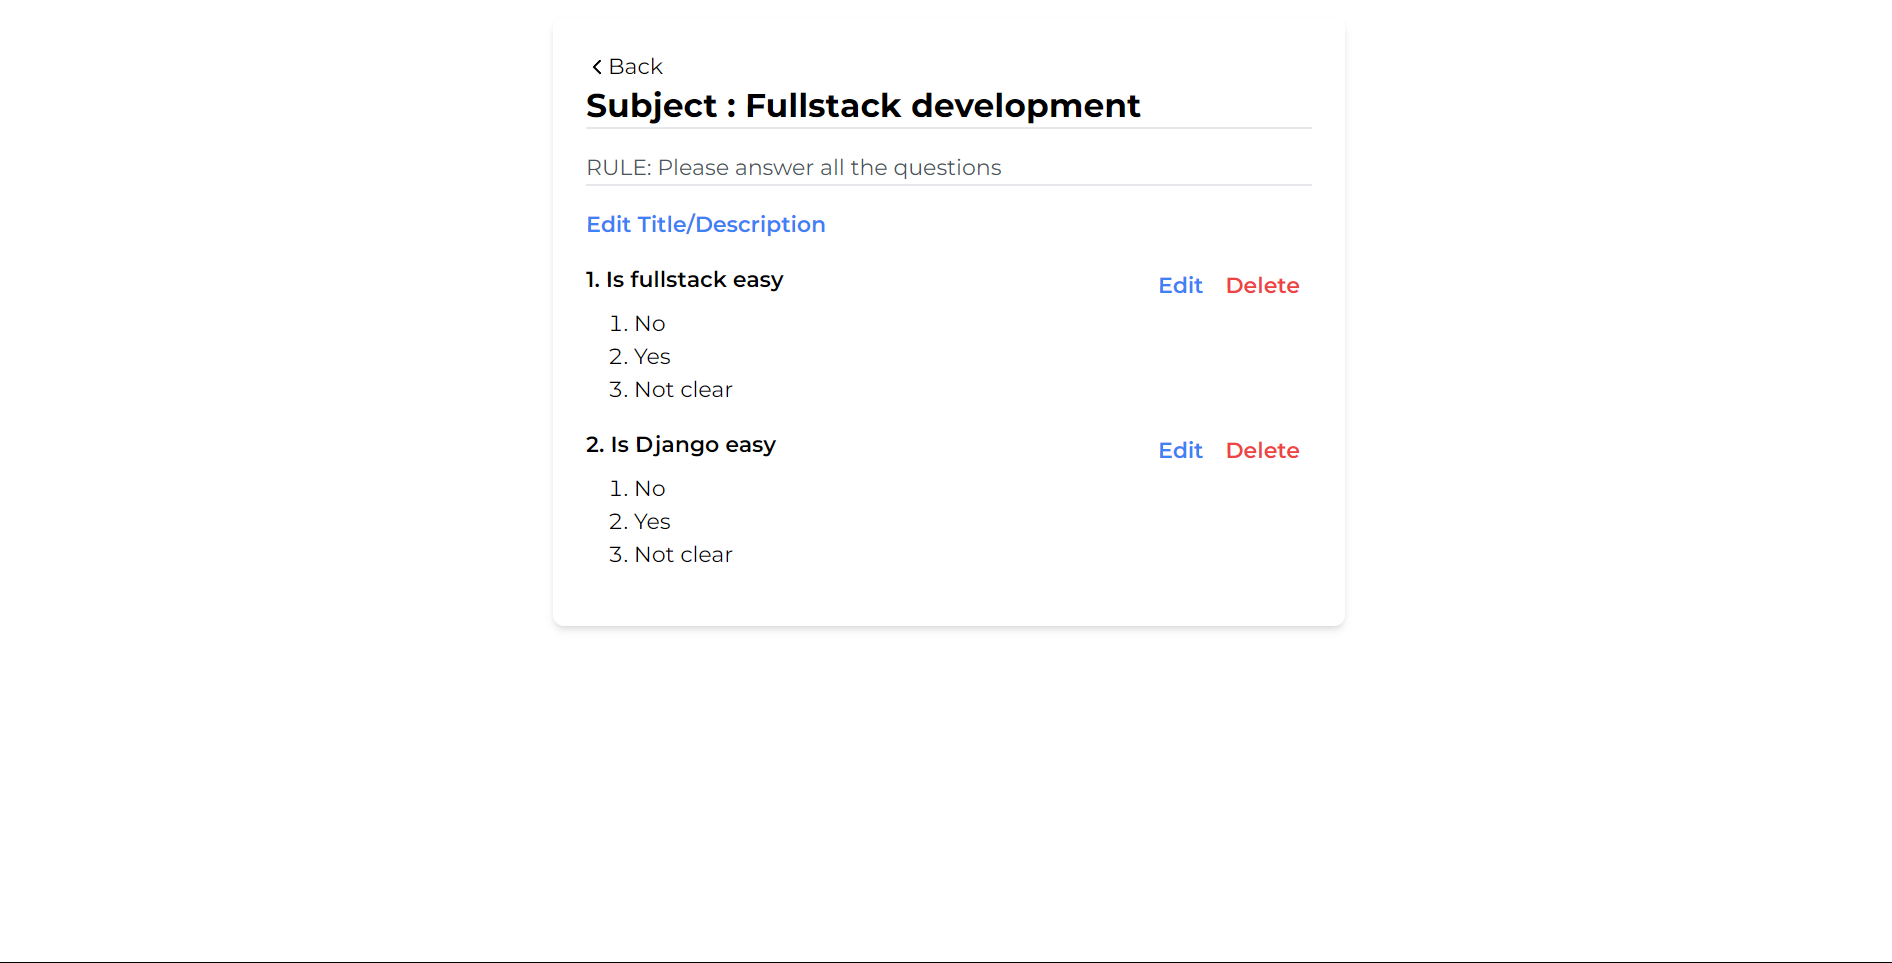 Back
Subject : Fullstack development
RULE: Please answer all the questions
Edit Title/Description
1. Is fullstack easy Edit Delete
1. No
2. Yes
3. Not clear
2. Is Django easy Edit Delete
1. No
2. Yes
3. Not clear